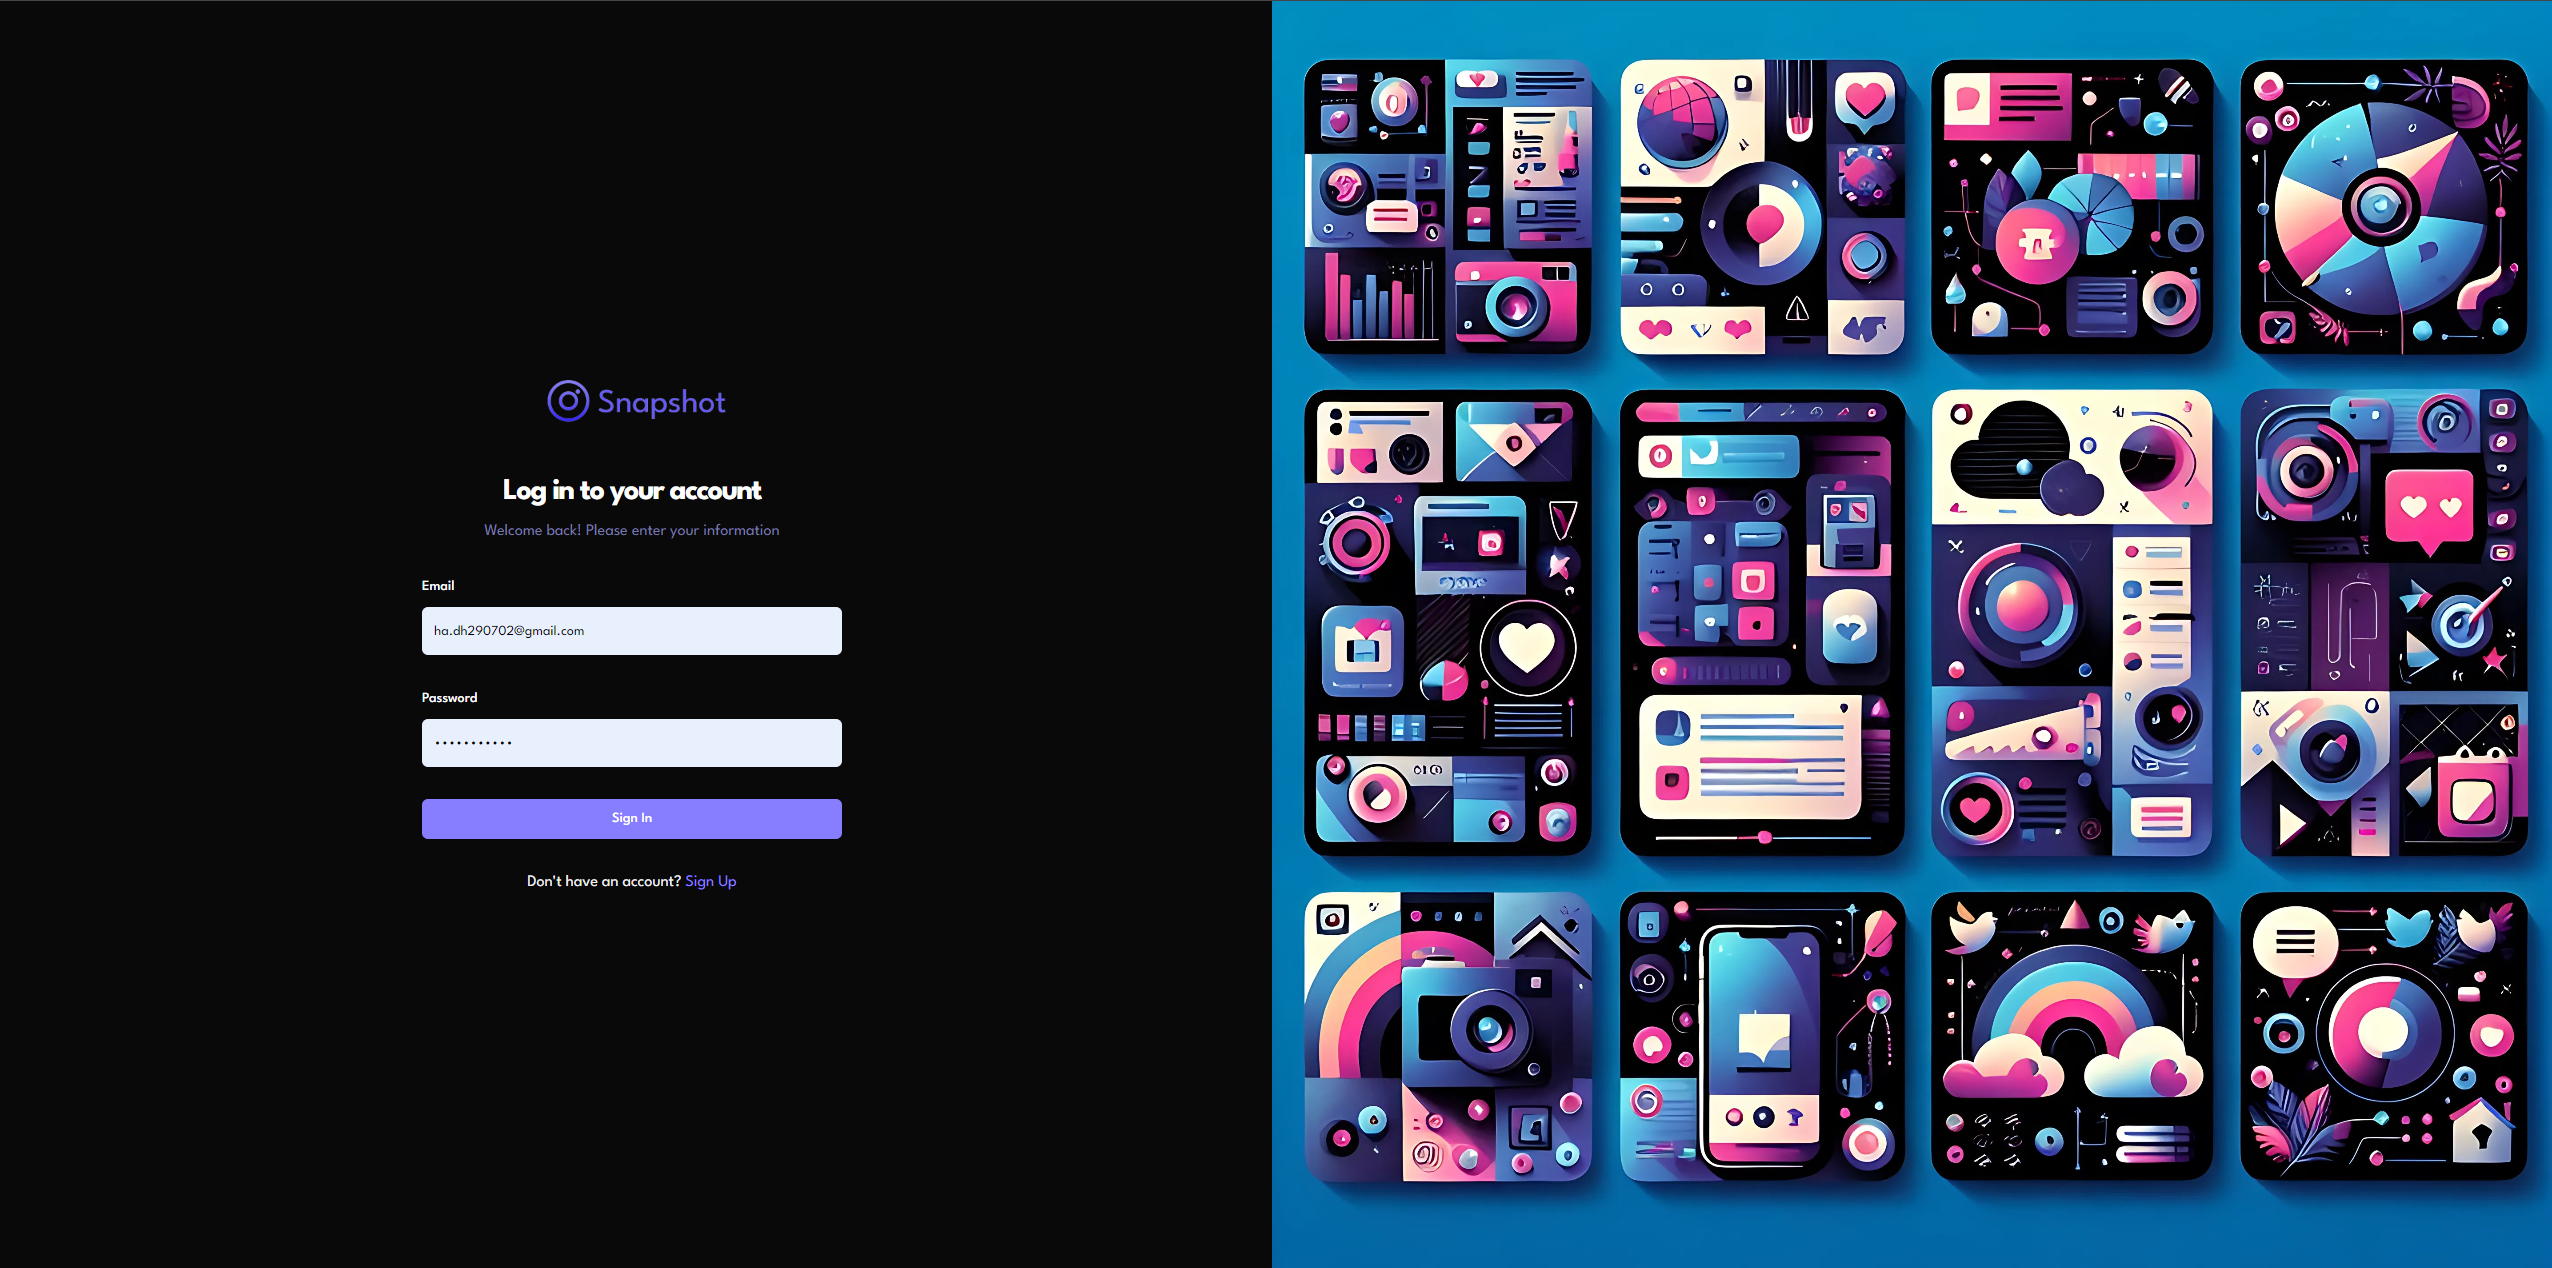 Snapshot
Log in to your account
Welcome back! Please enter your information
Email
ha.dh290702@gmail.com
Password
Sign In
Don't have an account? Sign Up